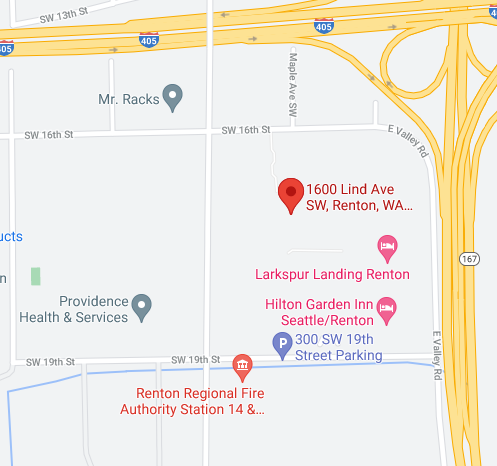 SW 13th St
405
405
405
405
Maple Ave SW
Mr. Racks
SW 16th St
SW 16th St
E Valley Rd
1600 Lind Ave
SW, Renton, WA...
ucts
167
Larkspur Landing Renton
n
Providence
Health & Services
Hilton Garden Inn
Seattle/Renton
E Valley Rd
P
300 SW 19th
Street Parking
SW 19th St
SW 19th St
Renton Regional Fire
Authority Station 14 &...